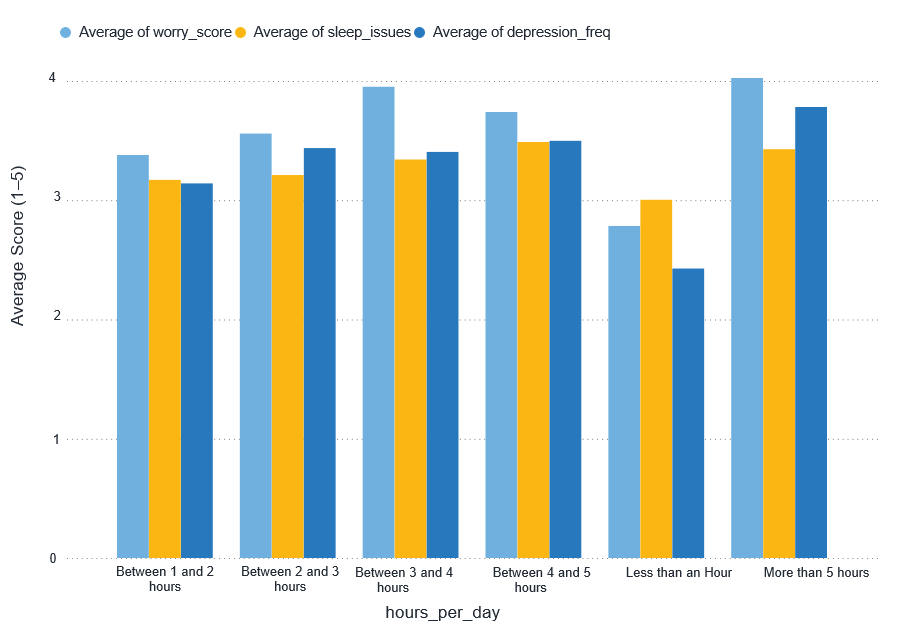 Average of worry_score Average of sleep_issues Average of depression_freq
4
3
2
1
0
Average Score (1–5)
Between 1 and 2
hours
Between 2 and 3
hours
Between 3 and 4
hours
Between 4 and 5
hours
Less than an Hour
More than 5 hours
hours_per_day